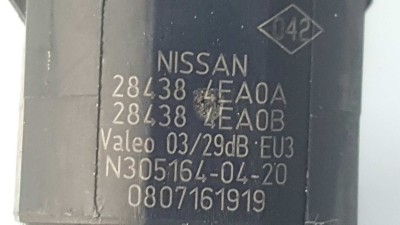 042
NISSAN
28438 4EA0A
28438 4EA0B
Valeo 03/29dB EU3
N305164-04-20
0807161919